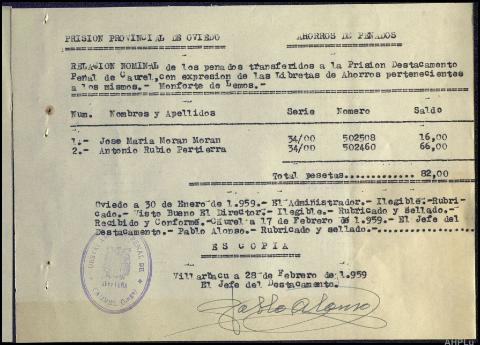 PRISION PROVINCIAL DE OVIEDO AHORROS DE PENADOS
RELACION NOMINAL de los penados transferidos a la Prision Destacamento
Penal de Caurel, con expresion de las Libretas de Ahorros pertenecientes
a los mismos.- Monforte de Lemos.-
Num. Nombres y Apellidos Serie Nomero Saldo
1.- Jose Maria Moran Moran 34/00 502508 16,00
2.- Antonio Rubio Pertierra 34/00 502460 66,00
Total pesetas............. 82,00
Oviedo a 30 de Enero de 1.959.- El Administrador.- Ilegible.-Rubri-
cado.- Visto Bueno El Director.- Ilegible.- Rubricado y sellado.-
Recibido y Conforme.- Caurel a 17 de Febrero de 1.959.- El Jefe del
Destacamento.- Pablo Alonso.- Rubricado y sellado.-..............
ES COPIA
Villarbacu a 28 de Febrero de 1.959
El Jefe del Destacamento.
Pablo Alonso
AHPLu